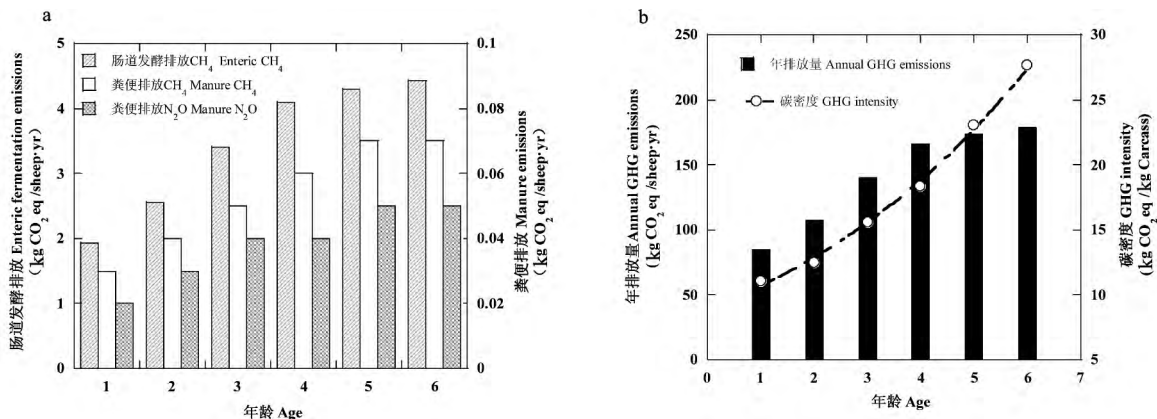 a
肠道发酵排放 Enteric fermentation emissions
（kg CO2 eq /sheep·yr）
5
4
3
2
1
0
肠道发酵排放CH4 Enteric CH4
粪便排放CH4 Manure CH4
粪便排放N2O Manure N2O
0.1
0.08
0.06
0.04
0.02
0
粪便排放 Manure emissions
（kg CO2 eq /sheep·yr）
1 2 3 4 5 6
年龄 Age
b
年排放量 Annual GHG emissions
(kg CO2 eq /sheep·yr)
250
200
150
100
50
0
年排放量 Annual GHG emissions
碳密度 GHG intensity
30
25
20
15
10
5
碳密度 GHG intensity
(kg CO2 eq /kg Carcass)
0 1 2 3 4 5 6 7
年龄 Age